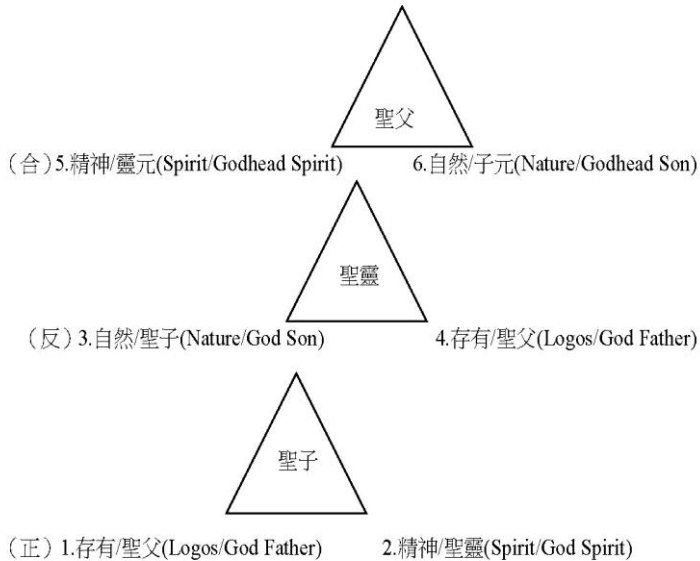 聖父
（合）5.精神/靈元(Spirit/Godhead Spirit) 6.自然/子元(Nature/Godhead Son)
聖靈
（反）3.自然/聖子(Nature/God Son) 4.存有/聖父(Logos/God Father)
聖子
（正）1.存有/聖父(Logos/God Father) 2.精神/聖靈(Spirit/God Spirit)